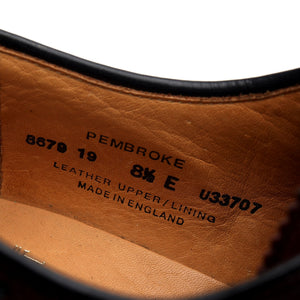 PEMBROKE
8679 19 8½ E U33707
LEATHER UPPER/LINING
MADE IN ENGLAND